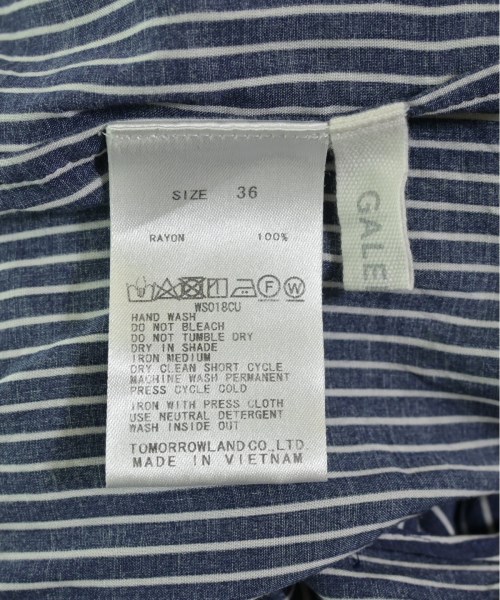 SIZE 36
RAYON 100%
F W
WS018CU
HAND WASH
DO NOT BLEACH
DO NOT TUMBLE DRY
DRY IN SHADE
IRON MEDIUM
DRY CLEAN SHORT CYCLE
MACHINE WASH PERMANENT
PRESS CYCLE COLD
IRON WITH PRESS CLOTH
USE NEUTRAL DETERGENT
WASH INSIDE OUT
TOMORROWLAND CO., LTD.
MADE IN VIETNAM
GALE